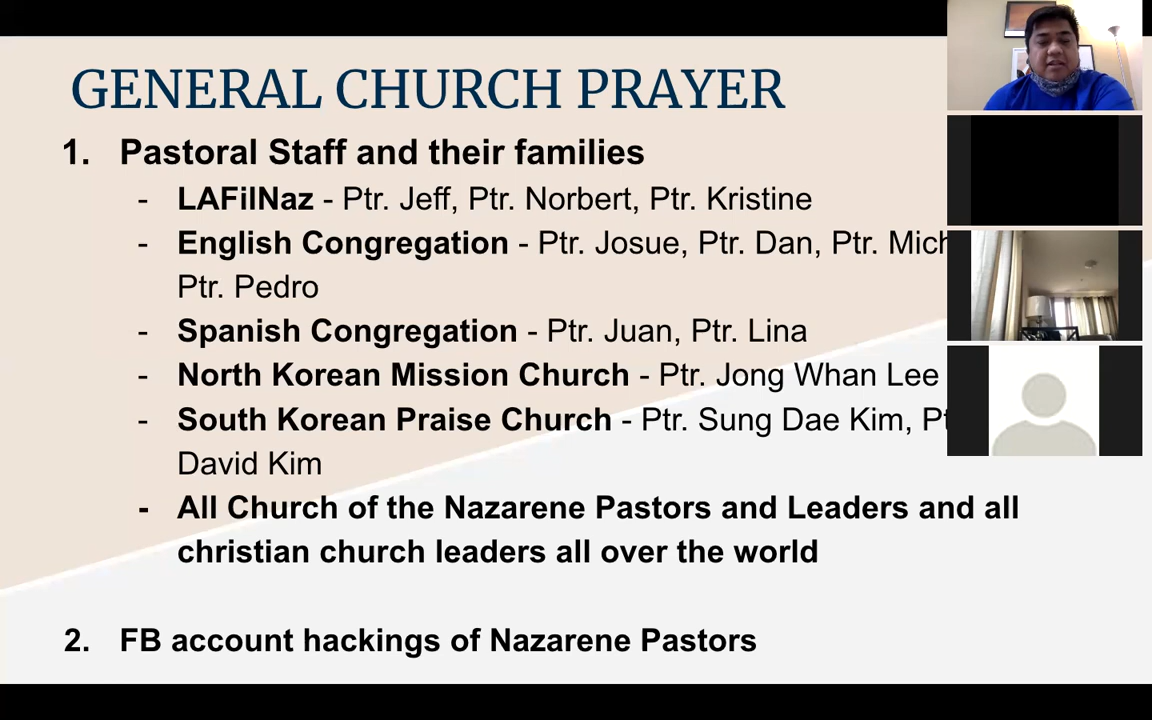 GENERAL CHURCH PRAYER
1. Pastoral Staff and their families
- LAFilNaz - Ptr. Jeff, Ptr. Norbert, Ptr. Kristine
- English Congregation - Ptr. Josue, Ptr. Dan, Ptr.
Ptr. Pedro
- Spanish Congregation - Ptr. Juan, Ptr. Lina
- North Korean Mission Church - Ptr. Jong Whan Lee
- South Korean Praise Church - Ptr. Sung Dae Kim,
David Kim
- All Church of the Nazarene Pastors and Leaders and all
christian church leaders all over the world
2. FB account hackings of Nazarene Pastors